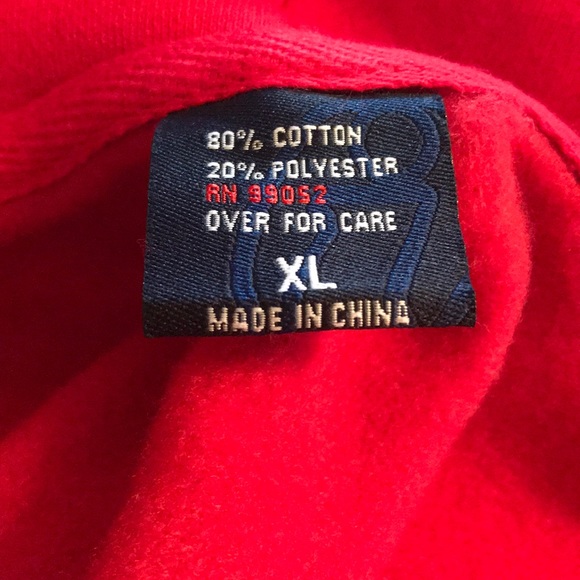 80% COTTON
20% POLYESTER
RN 99052
OVER FOR CARE
XL
MADE IN CHINA